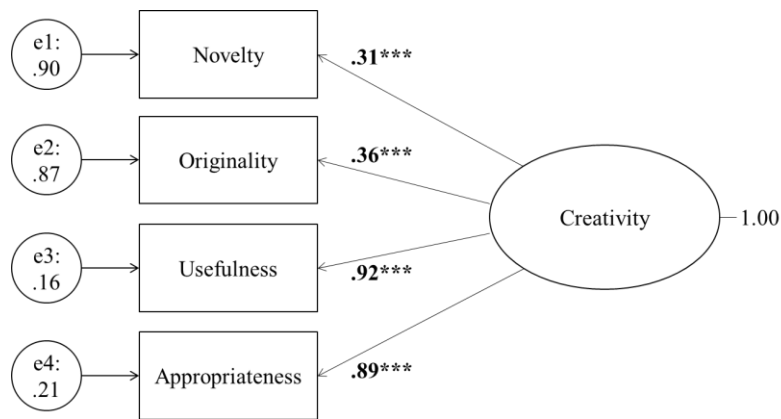 e1:
.90
Novelty
.31***
e2:
.87
Originality
.36***
Creativity
1.00
e3:
.16
Usefulness
.92***
e4:
.21
Appropriateness
.89***